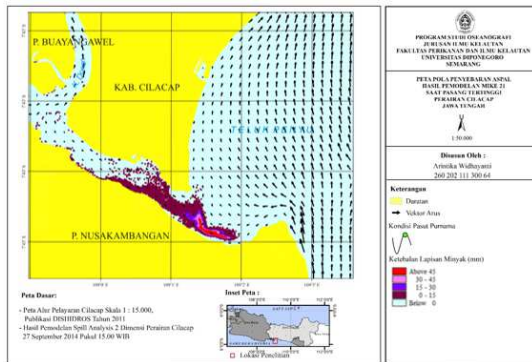 P. BUAYANGAWEL
KAB. CILACAP
TELUK PENYU
P. NUSAKAMBANGAN
Peta Dasar:
- Peta Alur Pelayaran Cilacap Skala 1 : 15.000,
Publikasi DISHIDROS Tahun 2011
- Hasil Pemodelan Spill Analysis 2 Dimensi Perairan Cilacap
27 September 2014 Pukul 15.00 WIB
Inset Peta :
Lokasi Penelitian
PROGRAM STUDI OSEANOGRAFI
JURUSAN ILMU KELAUTAN
FAKULTAS PERIKANAN DAN ILMU KELAUTAN
UNIVERSITAS DIPONEGORO
SEMARANG
PETA POLA PENYEBARAN ASPAL
HASIL PEMODELAN MIKE 21
SAAT PASANG TERTINGGI
PERAIRAN CILACAP
JAWA TENGAH
1:50.000
Disusun Oleh :
Aristika Widhayanti
260 202 111 300 64
Keterangan
Daratan
Vektor Arus
Kondisi Pasut Purnama
Ketebalan Lapisan Minyak (mm)
Above 45
30 - 45
15 - 30
0 - 15
Below 0